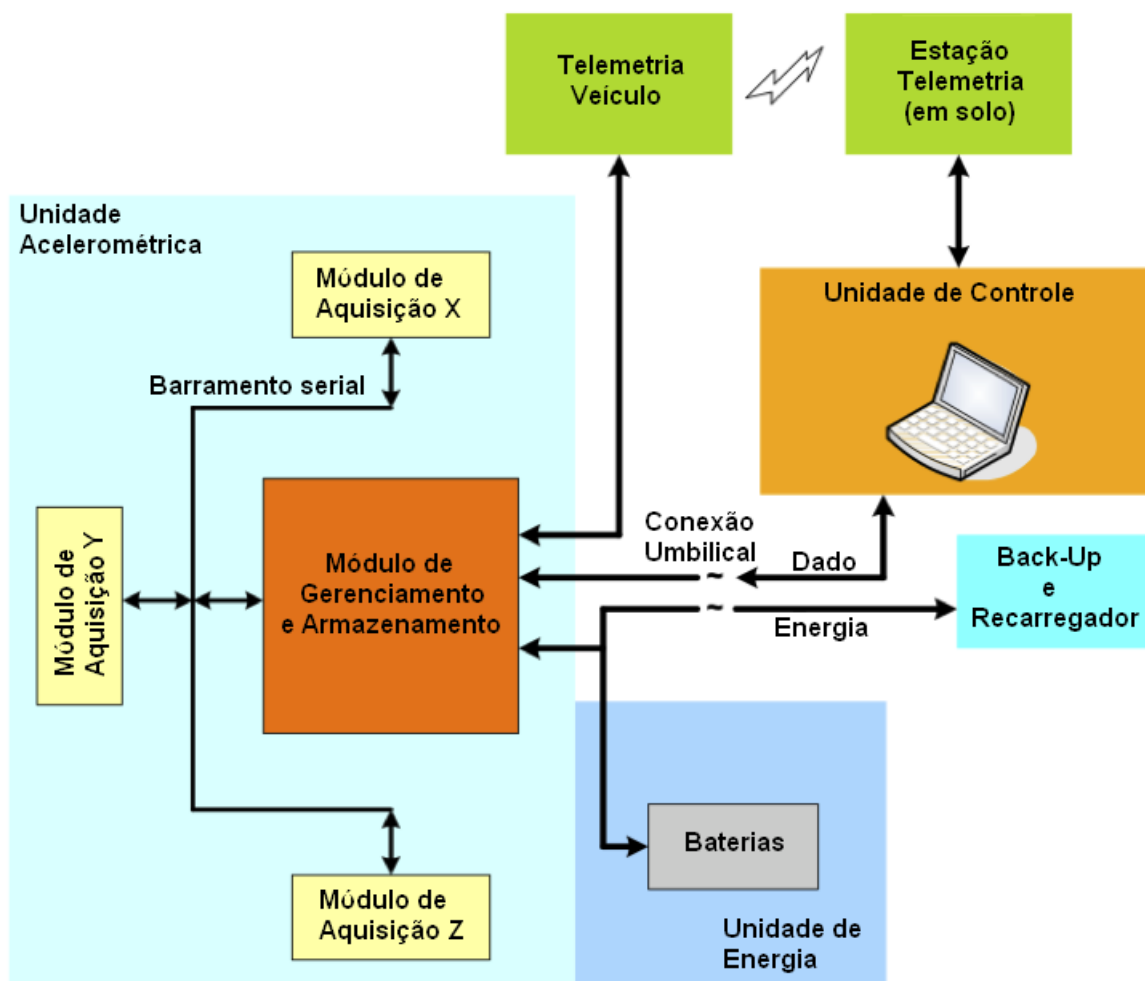 Telemetria
Veículo
Estação
Telemetria
(em solo)
Unidade
Acelerométrica
Módulo de
Aquisição X
Unidade de Controle
Barramento serial
Módulo de
Aquisição Y
Módulo de
Gerenciamento
e Armazenamento
Conexão
Umbilical
~
Dado
~
Energia
Back-Up
e
Recarregador
Baterias
Módulo de
Aquisição Z
Unidade de
Energia